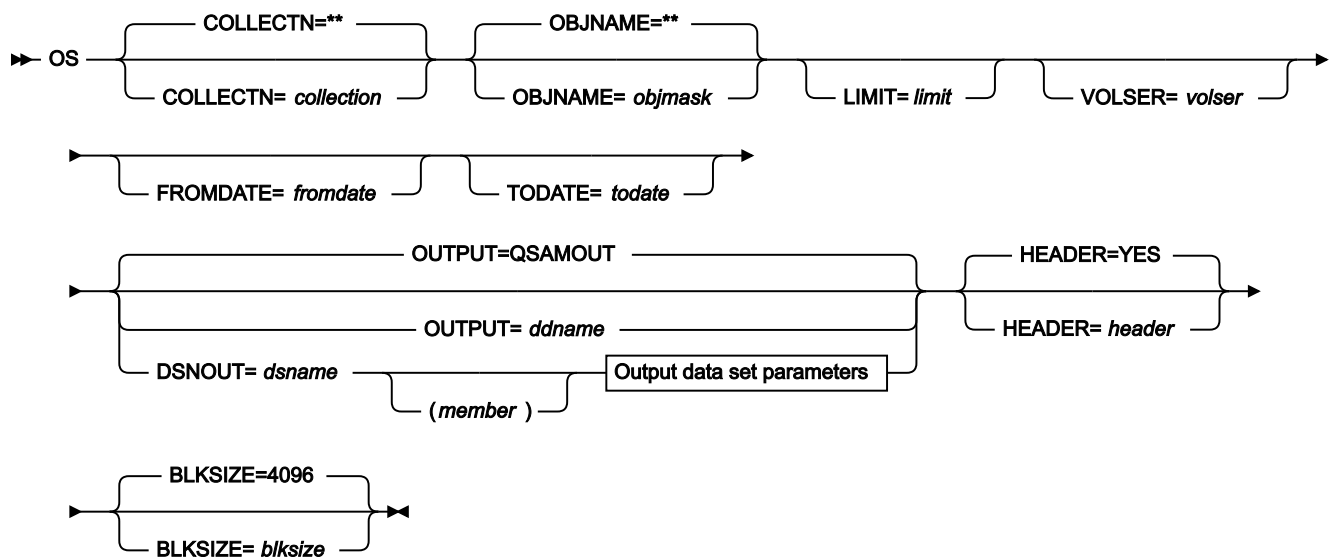 COLLECTN=** OBJNAME=**
OS
COLLECTN= collection OBJNAME= objmask LIMIT= limit VOLSER= volser
FROMDATE= fromdate TODATE= todate
OUTPUT=QSAMOUT HEADER=YES
OUTPUT= ddname HEADER= header
DSNOUT= dsname Output data set parameters
( member )
BLKSIZE=4096
BLKSIZE= blksize